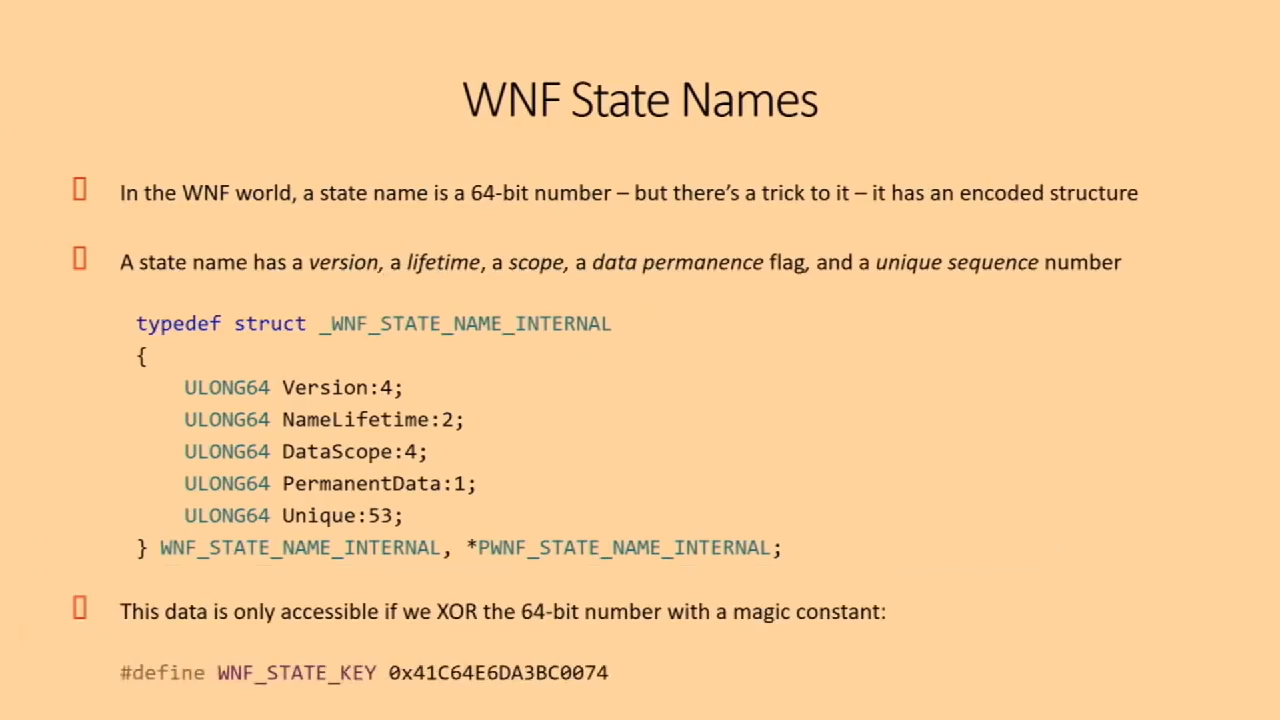 WNF State Names
In the WNF world, a state name is a 64-bit number – but there's a trick to it – it has an encoded structure
A state name has a version, a lifetime, a scope, a data permanence flag, and a unique sequence number
typedef struct _WNF_STATE_NAME_INTERNAL
{
    ULONG64 Version:4;
    ULONG64 NameLifetime:2;
    ULONG64 DataScope:4;
    ULONG64 PermanentData:1;
    ULONG64 Unique:53;
} WNF_STATE_NAME_INTERNAL, *PWNF_STATE_NAME_INTERNAL;
This data is only accessible if we XOR the 64-bit number with a magic constant:
#define WNF_STATE_KEY 0x41C64E6DA3BC0074